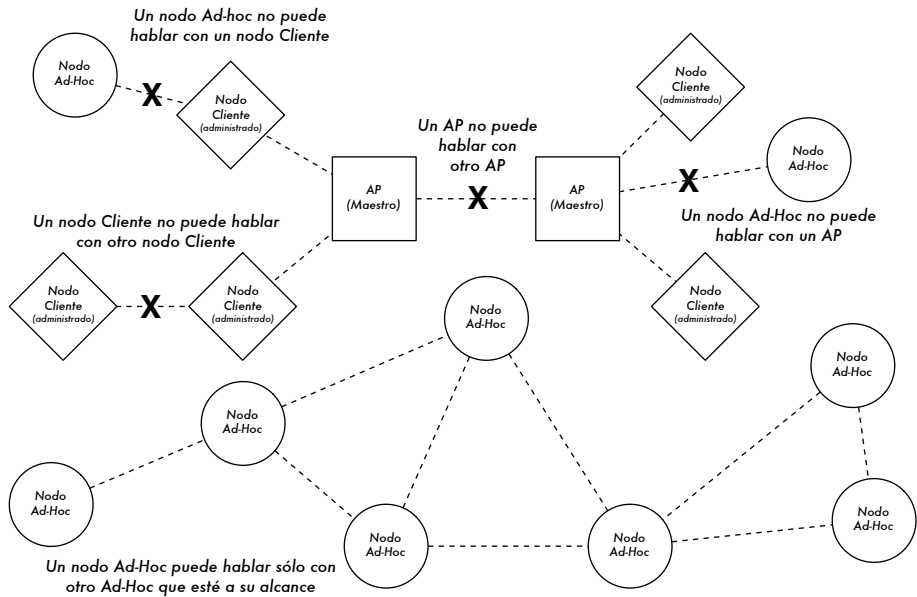 Un nodo Ad-hoc no puede
hablar con un nodo Cliente
Nodo
Ad-Hoc
X
Nodo
Cliente
(administrado)
Nodo
Cliente
(administrado)
Un AP no puede
hablar con
otro AP
AP
(Maestro)
X
AP
(Maestro)
X
Nodo
Ad-Hoc
Un nodo Ad-Hoc no puede
hablar con un AP
Un nodo Cliente no puede hablar
con otro nodo Cliente
Nodo
Cliente
(administrado)
X
Nodo
Cliente
(administrado)
Nodo
Cliente
(administrado)
Nodo
Ad-Hoc
Nodo
Ad-Hoc
Nodo
Ad-Hoc
Nodo
Ad-Hoc
Nodo
Ad-Hoc
Nodo
Ad-Hoc
Nodo
Ad-Hoc
Un nodo Ad-Hoc puede hablar sólo con
otro Ad-Hoc que esté a su alcance